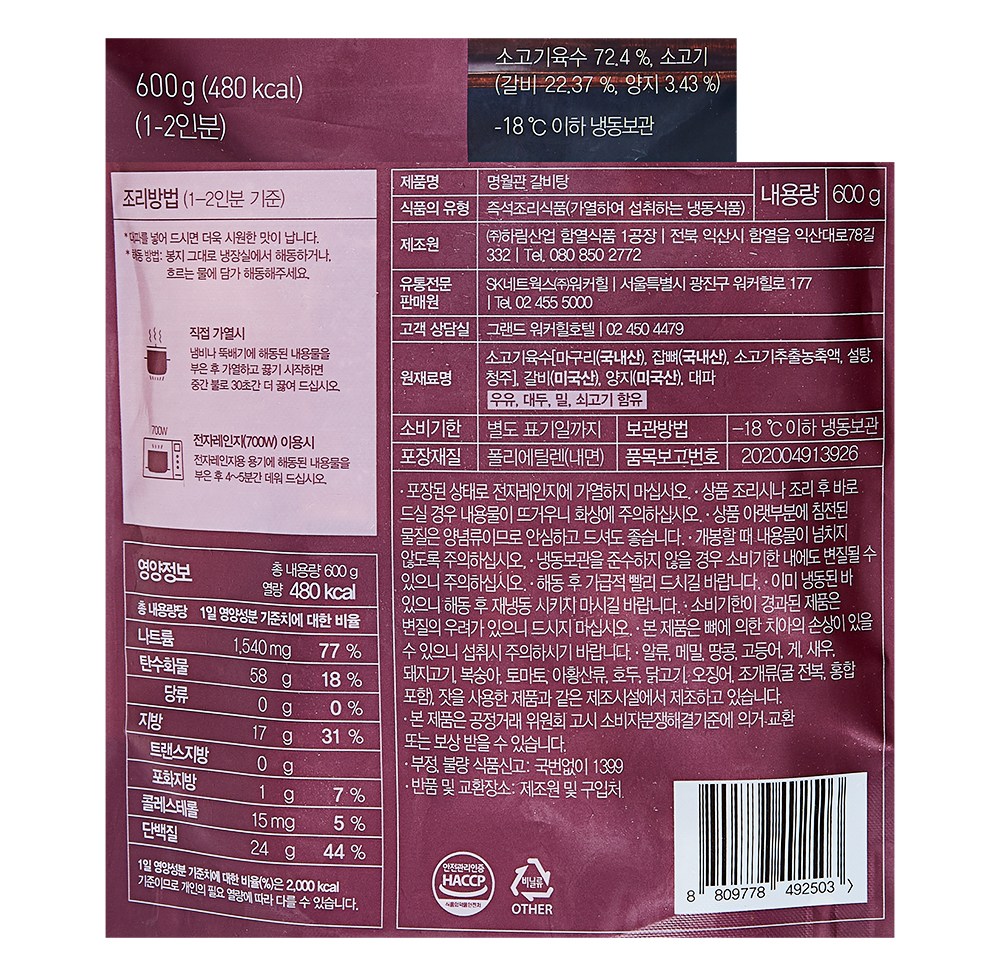 600 g (480 kcal)
(1-2인분)
소고기육수 72.4 %, 소고기
(갈비 22.37 %, 양지 3.43 %)
-18 ℃ 이하 냉동보관
조리방법 (1-2인분 기준)
*대파를 넣어 드시면 더욱 시원한 맛이 납니다.
*해동 방법: 봉지 그대로 냉장실에서 해동하거나,
흐르는 물에 담가 해동해주세요.
직접 가열시
냄비나 뚝배기에 해동된 내용물을
부은 후 가열하고 끓기 시작하면
중간 불로 30초간 더 끓여 드십시오.
700W
전자레인지(700W) 이용시
전자레인지용 용기에 해동된 내용물을
부은 후 4~5분간 데워 드십시오.
영양정보
총 내용량 600 g
열량 480 kcal
총 내용량당 1일 영양성분 기준치에 대한 비율
나트륨 1,540 mg 77 %
탄수화물 58 g 18 %
당류 0 g 0 %
지방 17 g 31 %
트랜스지방 0 g
포화지방 1 g 7 %
콜레스테롤 15 mg 5 %
단백질 24 g 44 %
1일 영양성분 기준치에 대한 비율(%)은 2,000 kcal
기준이므로 개인의 필요 열량에 따라 다를 수 있습니다.
제품명 명월관 갈비탕
내용량 600 g
식품의 유형 즉석조리식품(가열하여 섭취하는 냉동식품)
제조원 ㈜하림산업 함열식품 1공장 | 전북 익산시 함열읍 익산대로78길
332 | Tel. 080 850 2772
유통전문
판매원
SK네트웍스㈜워커힐 | 서울특별시 광진구 워커힐로 177
| Tel. 02 455 5000
고객 상담실 그랜드 워커힐호텔 | 02 450 4479
원재료명
소고기육수[마구리(국내산), 잡뼈(국내산), 소고기추출농축액, 설탕,
청주], 갈비(미국산), 양지(미국산), 대파
우유, 대두, 밀, 쇠고기 함유
소비기한 별도 표기일까지 보관방법 -18 ℃ 이하 냉동보관
포장재질 폴리에틸렌(내면) 품목보고번호 202004913926
· 포장된 상태로 전자레인지에 가열하지 마십시오. · 상품 조리시나 조리 후 바로
드실 경우 내용물이 뜨거우니 화상에 주의하십시오. · 상품 아랫부분에 침전된
물질은 양념류이므로 안심하고 드셔도 좋습니다. · 개봉할 때 내용물이 넘치지
않도록 주의하십시오. · 냉동보관을 준수하지 않을 경우 소비기한 내에도 변질될 수
있으니 주의하십시오. · 해동 후 가급적 빨리 드시길 바랍니다. · 이미 냉동된 바
있으니 해동 후 재냉동 시키지 마시길 바랍니다. · 소비기한이 경과된 제품은
변질의 우려가 있으니 드시지 마십시오. · 본 제품은 뼈에 의한 치아의 손상이 있을
수 있으니 섭취시 주의하시기 바랍니다. · 알류, 메밀, 땅콩, 고등어, 게, 새우,
돼지고기, 복숭아, 토마토, 아황산류, 호두, 닭고기, 오징어, 조개류(굴 전복, 홍합
포함), 잣을 사용한 제품과 같은 제조시설에서 제조하고 있습니다.
· 본 제품은 공정거래 위원회 고시 소비자분쟁해결기준에 의거 교환
또는 보상 받을 수 있습니다.
· 부정, 불량 식품신고: 국번없이 1399
· 반품 및 교환장소: 제조원 및 구입처
안전관리인증
HACCP
식품의약품안전처
비닐류
OTHER
8 809778 492503